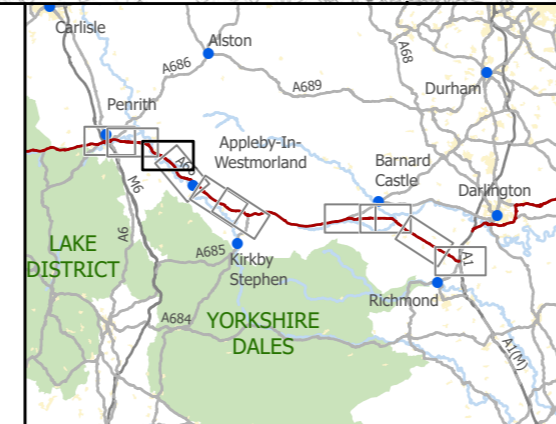 Carlisle
Alston
A686
A68
A689
Durham
Penrith
Appleby-In-
Westmorland
A66
Barnard
Castle
Darlington
M6
LAKE
DISTRICT
A6
A685
Kirkby
Stephen
A1
Richmond
A684
YORKSHIRE
DALES
A1(M)